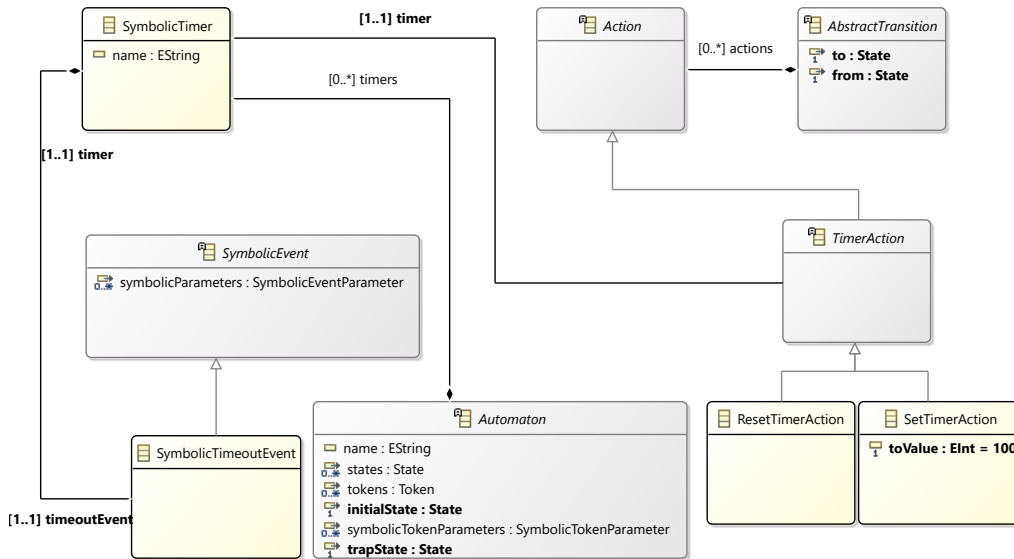 SymbolicTimer
name : EString
[1..1] timer
[0..*] timers
[1..1] timer
Action
[0..*] actions
AbstractTransition
to : State
from : State
SymbolicEvent
symbolicParameters : SymbolicEventParameter
TimerAction
SymbolicTimeoutEvent
[1..1] timeoutEvent
Automaton
name : EString
states : State
tokens : Token
initialState : State
symbolicTokenParameters : SymbolicTokenParameter
trapState : State
ResetTimerAction
SetTimerAction
toValue : EInt = 100